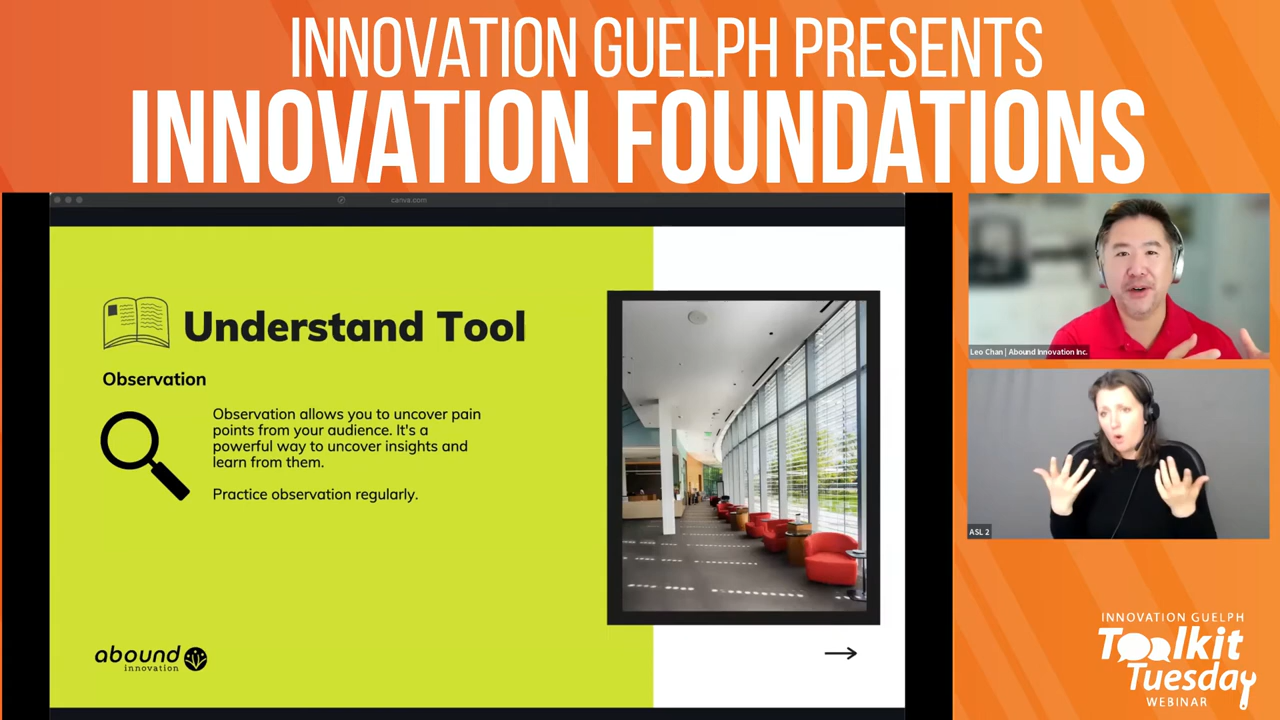 INNOVATION GUELPH PRESENTS
INNOVATION FOUNDATIONS
canva.com
Understand Tool
Observation
Observation allows you to uncover pain
points from your audience. It's a
powerful way to uncover insights and
learn from them.
Practice observation regularly.
abound
innovation
Leo Chan | Abound Innovation Inc.
ASL 2
INNOVATION GUELPH
Toolkit
Tuesday
WEBINAR